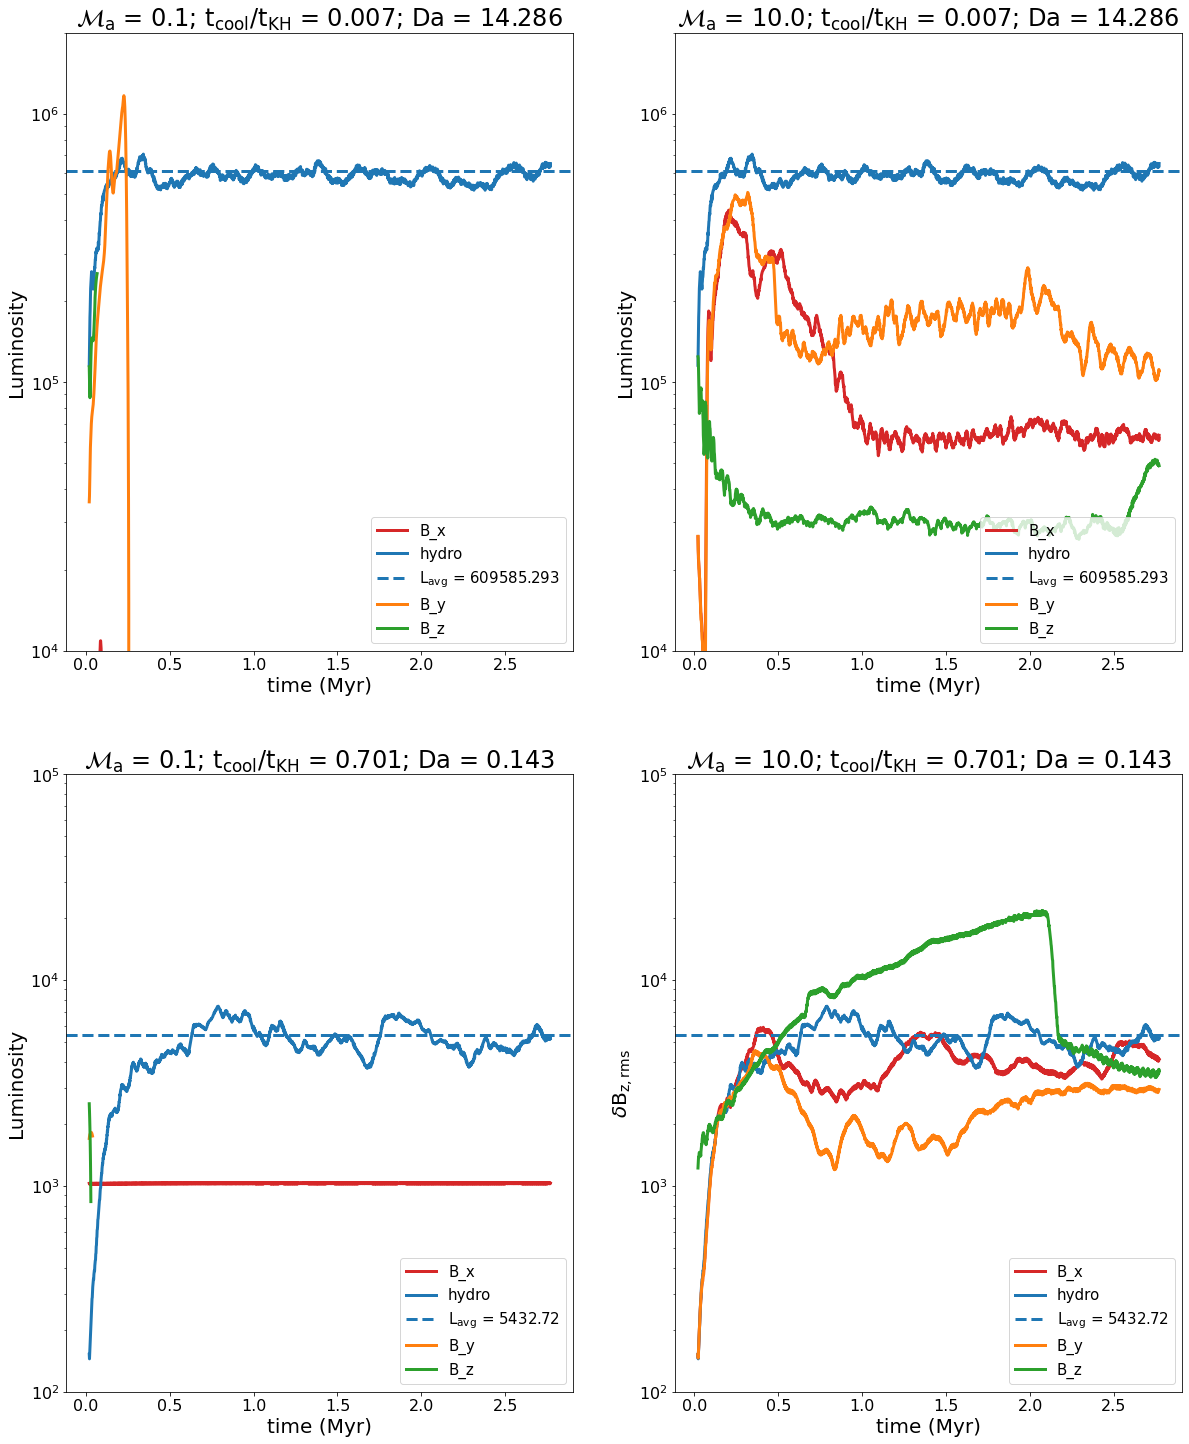 ℳa = 0.1; tcool/tKH = 0.007; Da = 14.286
Luminosity
10⁶
10⁵
10⁴
0.0 0.5 1.0 1.5 2.0 2.5
time (Myr)
B_x
hydro
Lavg = 609585.293
B_y
B_z
ℳa = 10.0; tcool/tKH = 0.007; Da = 14.286
Luminosity
10⁶
10⁵
10⁴
0.0 0.5 1.0 1.5 2.0 2.5
time (Myr)
B_x
hydro
Lavg = 609585.293
B_y
B_z
ℳa = 0.1; tcool/tKH = 0.701; Da = 0.143
Luminosity
10⁵
10⁴
10³
10²
0.0 0.5 1.0 1.5 2.0 2.5
time (Myr)
B_x
hydro
Lavg = 5432.72
B_y
B_z
ℳa = 10.0; tcool/tKH = 0.701; Da = 0.143
δBz,rms
10⁵
10⁴
10³
10²
0.0 0.5 1.0 1.5 2.0 2.5
time (Myr)
B_x
hydro
Lavg = 5432.72
B_y
B_z